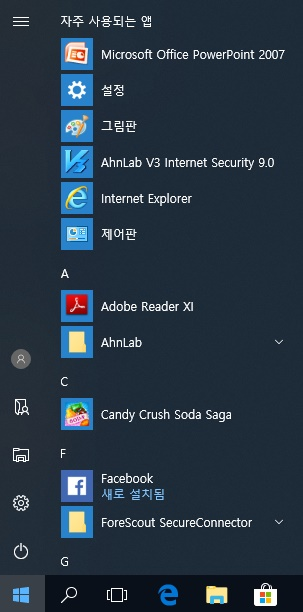 자주 사용되는 앱
Microsoft Office PowerPoint 2007
설정
그림판
AhnLab V3 Internet Security 9.0
Internet Explorer
제어판
A
Adobe Reader XI
AhnLab
C
Candy Crush Soda Saga
F
Facebook
새로 설치됨
ForeScout SecureConnector
G